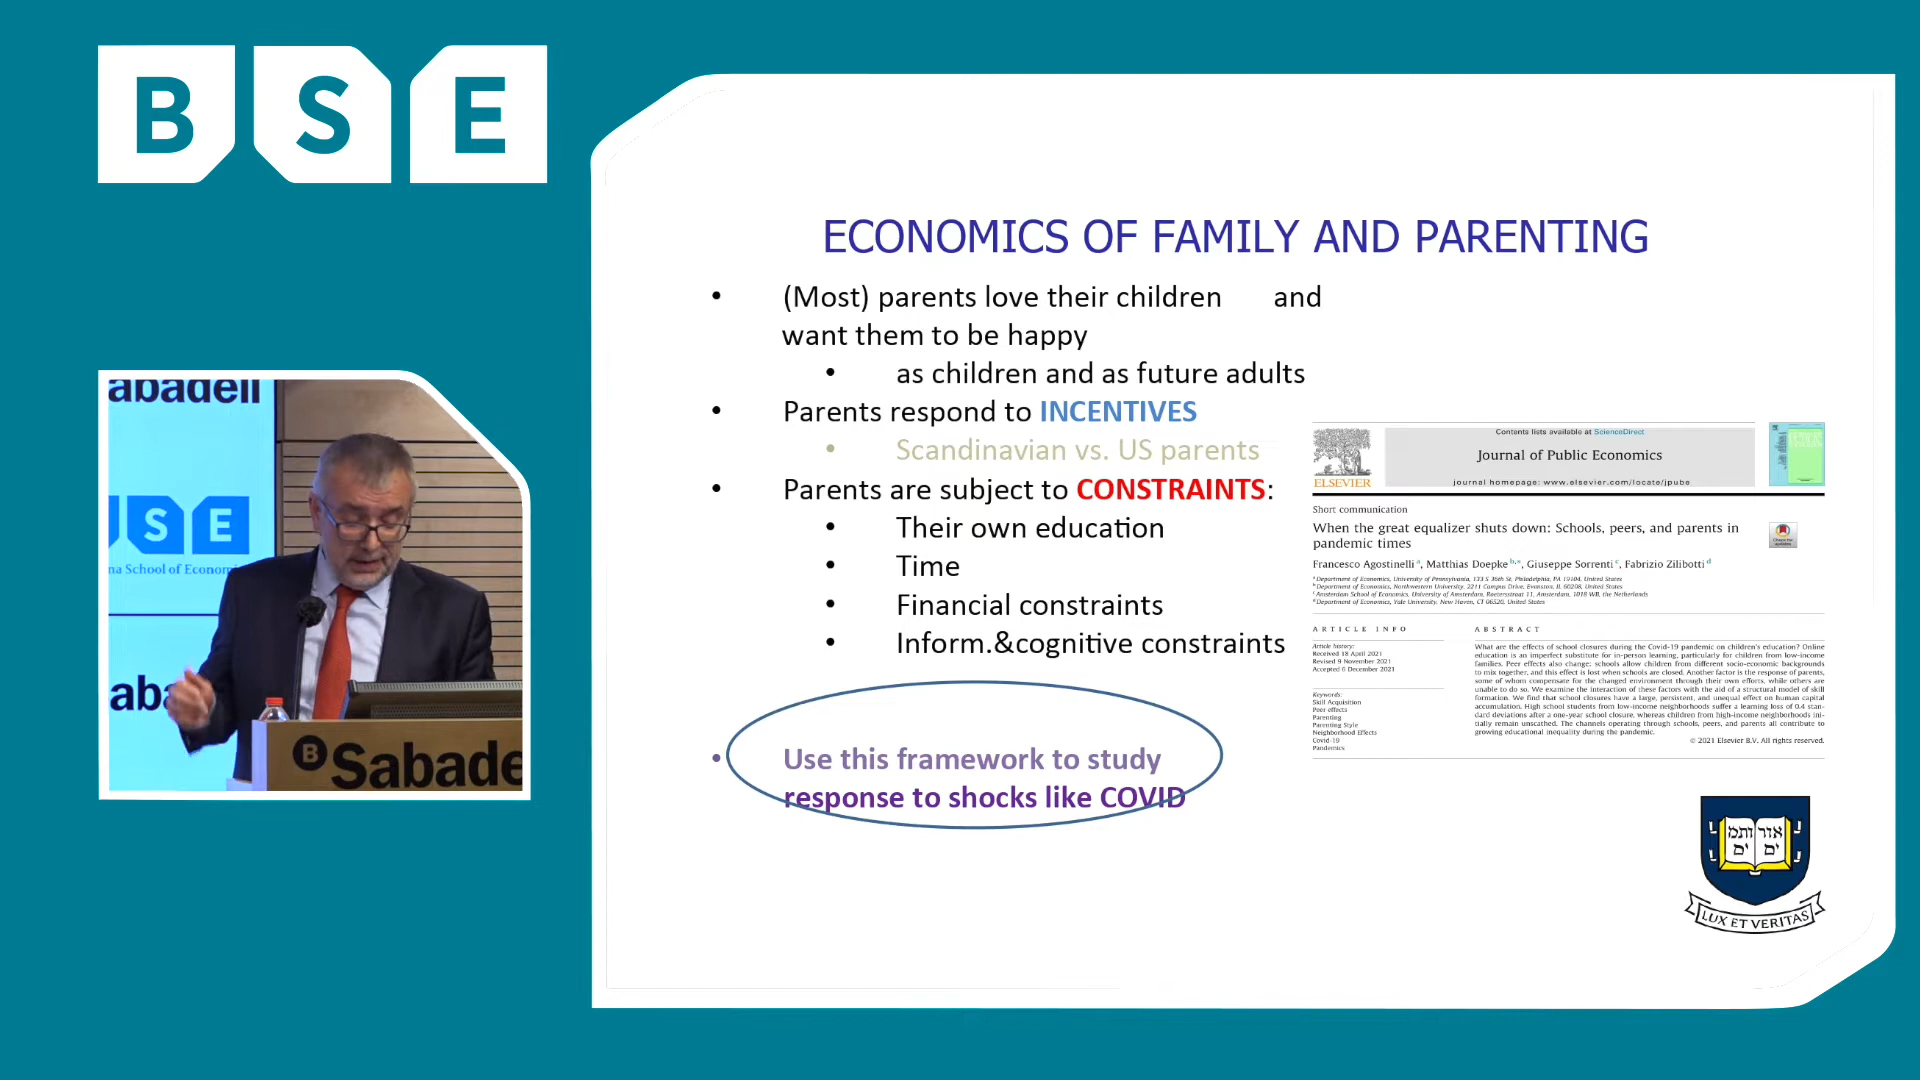 B S E
ECONOMICS OF FAMILY AND PARENTING
• (Most) parents love their children and
want them to be happy
• as children and as future adults
• Parents respond to INCENTIVES
• Scandinavian vs. US parents
• Parents are subject to CONSTRAINTS:
• Their own education
• Time
• Financial constraints
• Inform.&cognitive constraints
• Use this framework to study
response to shocks like COVID
Contents lists available at ScienceDirect
Journal of Public Economics
journal homepage: www.elsevier.com/locate/jpube
ELSEVIER
Short communication
When the great equalizer shuts down: Schools, peers, and parents in
pandemic times
Francesco Agostinelli a, Matthias Doepke b,*, Giuseppe Sorrenti c, Fabrizio Zilibotti d
a Department of Economics, University of Pennsylvania, 133 S 36th St, Philadelphia, PA 19104, United States
b Department of Economics, Northwestern University, 2211 Campus Drive, Evanston, IL 60208, United States
c Amsterdam School of Economics, University of Amsterdam, Roetersstraat 11, Amsterdam, 1018 WB, the Netherlands
d Department of Economics, Yale University, New Haven, CT 06520, United States
ARTICLE INFO
Article history:
Received 18 April 2021
Revised 9 November 2021
Accepted 6 December 2021
Keywords:
Skill Acquisition
Peer effects
Parenting
Parenting Style
Neighborhood Effects
Covid-19
Pandemics
ABSTRACT
What are the effects of school closures during the Covid-19 pandemic on children's education? Online
education is an imperfect substitute for in-person learning, particularly for children from low-income
families. Peer effects also change: schools allow children from different socio-economic backgrounds
to mix together, and this effect is lost when schools are closed. Another factor is the response of parents,
some of whom compensate for the changed environment through their own efforts, while others are
unable to do so. We examine the interaction of these factors with the aid of a structural model of skill
formation. We find that school closures have a large, persistent, and unequal effect on human capital
accumulation. High school students from low-income neighborhoods suffer a learning loss of 0.4 stan-
dard deviations after a one-year school closure, whereas children from high-income neighborhoods ini-
tially remain unscathed. The channels operating through schools, peers, and parents all contribute to
growing educational inequality during the pandemic.
© 2021 Elsevier B.V. All rights reserved.
אורים
ותמים
LUX ET VERITAS
abadell
S E
na School of Econom
aba
B Sabade